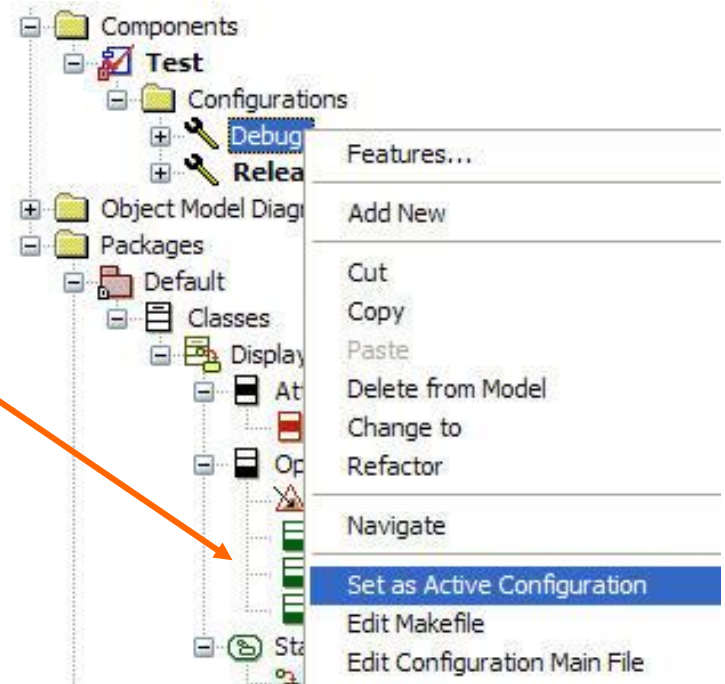 Components
Test
Configurations
Debug
Relea
Object Model Diagr
Packages
Default
Classes
Display
At
Op
Sta
Features...
Add New
Cut
Copy
Paste
Delete from Model
Change to
Refactor
Navigate
Set as Active Configuration
Edit Makefile
Edit Configuration Main File